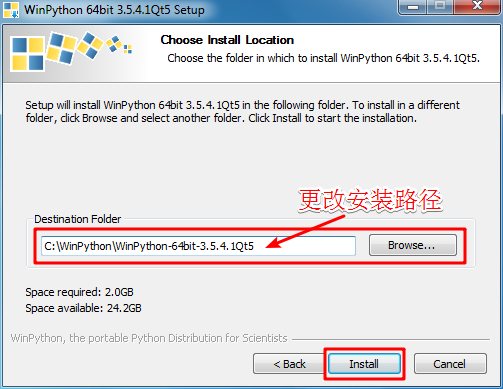 WinPython 64bit 3.5.4.1Qt5 Setup
Choose Install Location
Choose the folder in which to install WinPython 64bit 3.5.4.1Qt5.
Setup will install WinPython 64bit 3.5.4.1Qt5 in the following folder. To install in a different
folder, click Browse and select another folder. Click Install to start the installation.
更改安装路径
Destination Folder
C:\WinPython\WinPython-64bit-3.5.4.1Qt5
Browse...
Space required: 2.0GB
Space available: 24.2GB
WinPython, the portable Python Distribution for Scientists
< Back
Install
Cancel